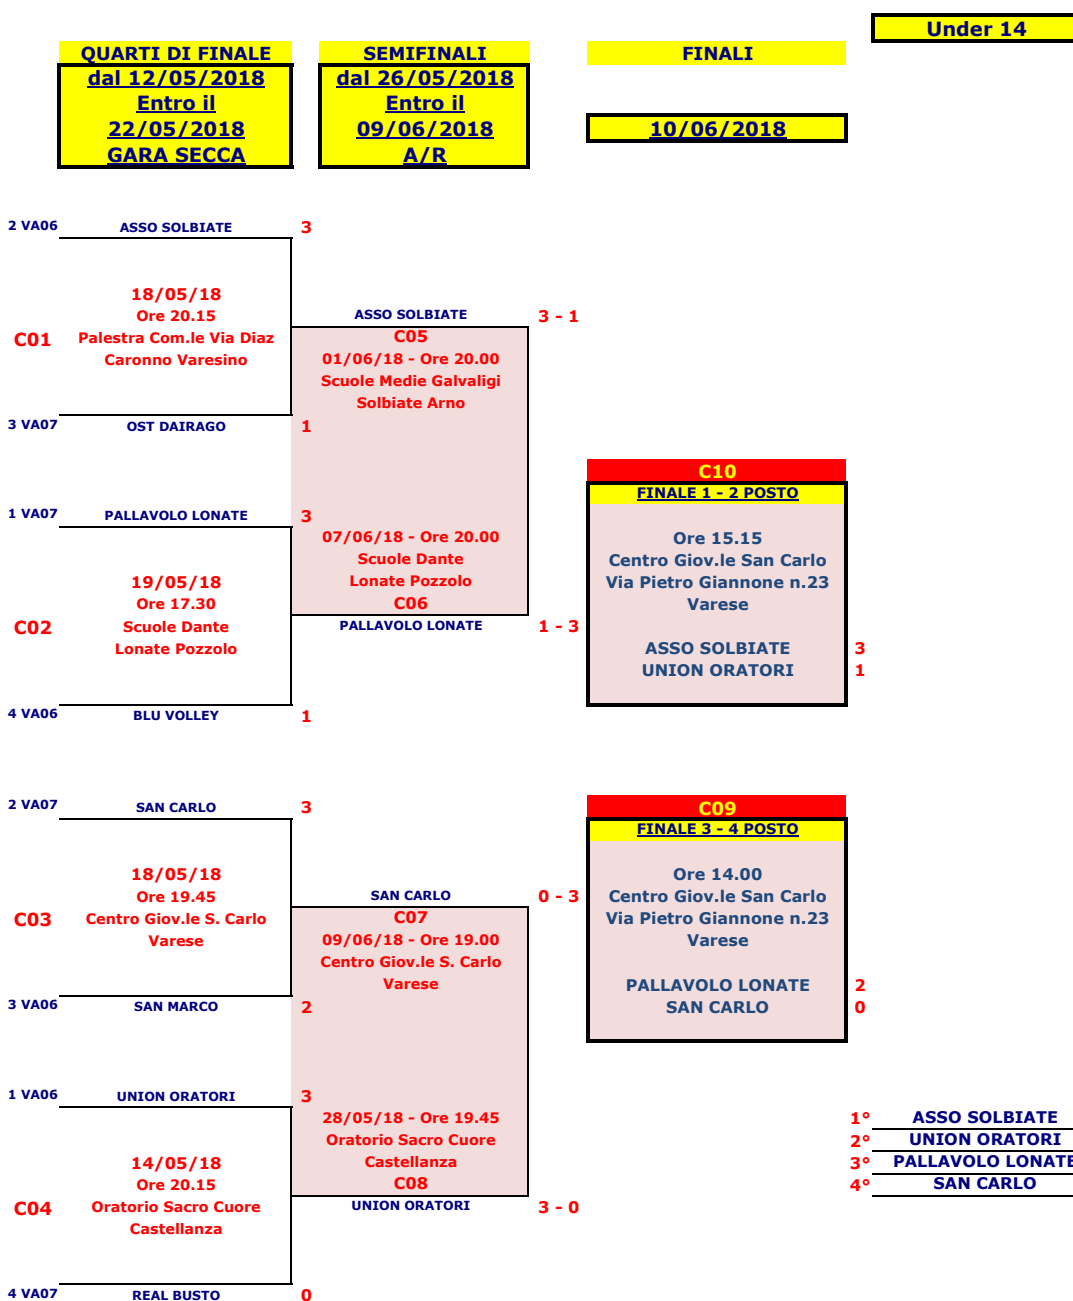 Under 14
QUARTI DI FINALE
dal 12/05/2018
Entro il
22/05/2018
GARA SECCA
SEMIFINALI
dal 26/05/2018
Entro il
09/06/2018
A/R
FINALI
10/06/2018
2 VA06 ASSO SOLBIATE 3
C01
18/05/18
Ore 20.15
Palestra Com.le Via Diaz
Caronno Varesino
3 VA07 OST DAIRAGO 1
ASSO SOLBIATE 3 - 1
C05
01/06/18 - Ore 20.00
Scuole Medie Galvaligi
Solbiate Arno
1 VA07 PALLAVOLO LONATE 3
C02
19/05/18
Ore 17.30
Scuole Dante
Lonate Pozzolo
4 VA06 BLU VOLLEY 1
07/06/18 - Ore 20.00
Scuole Dante
Lonate Pozzolo
C06
PALLAVOLO LONATE 1 - 3
C10
FINALE 1 - 2 POSTO
Ore 15.15
Centro Giov.le San Carlo
Via Pietro Giannone n.23
Varese
ASSO SOLBIATE 3
UNION ORATORI 1
2 VA07 SAN CARLO 3
C03
18/05/18
Ore 19.45
Centro Giov.le S. Carlo
Varese
3 VA06 SAN MARCO 2
SAN CARLO 0 - 3
C07
09/06/18 - Ore 19.00
Centro Giov.le S. Carlo
Varese
C09
FINALE 3 - 4 POSTO
Ore 14.00
Centro Giov.le San Carlo
Via Pietro Giannone n.23
Varese
PALLAVOLO LONATE 2
SAN CARLO 0
1 VA06 UNION ORATORI 3
C04
14/05/18
Ore 20.15
Oratorio Sacro Cuore
Castellanza
4 VA07 REAL BUSTO 0
28/05/18 - Ore 19.45
Oratorio Sacro Cuore
Castellanza
C08
UNION ORATORI 3 - 0
1° ASSO SOLBIATE
2° UNION ORATORI
3° PALLAVOLO LONATE
4° SAN CARLO